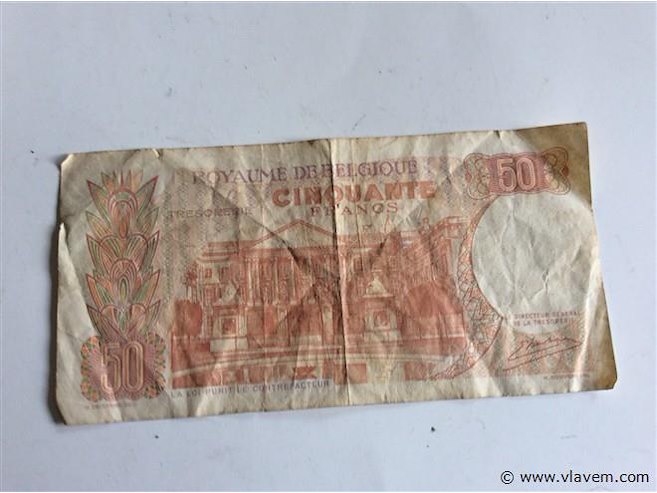 ROYAUME DE BELGIQUE
50
CINQUANTE
TRESORERIE
FRANCS
DIRECTEUR GENERAL
DE LA TRESORERIE
50
LA LOI PUNIT LE CONTREFACTEUR
© www.vlavem.com